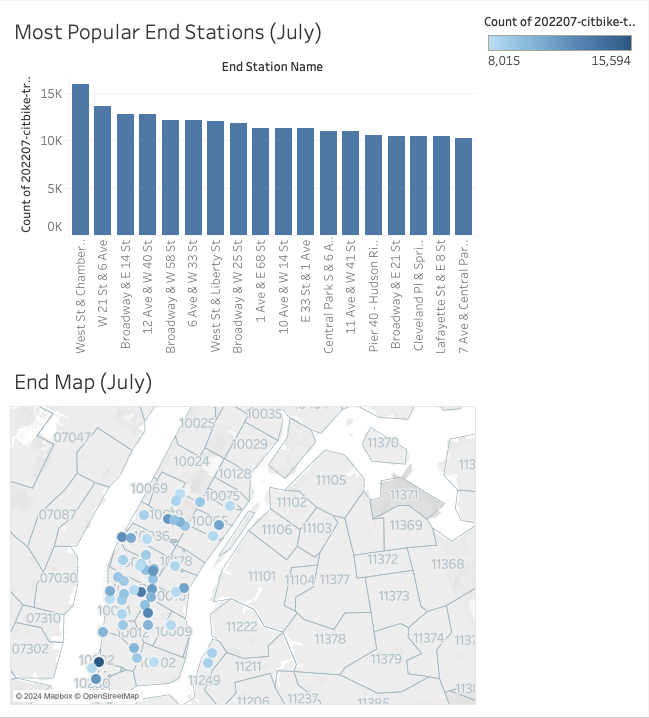 Most Popular End Stations (July)
Count of 202207-citbike-t..
8,015
15,594
End Station Name
Count of 202207-citbike-tr..
15K
10K
5K
0K
West St & Chamber..
W 21 St & 6 Ave
Broadway & E 14 St
12 Ave & W 40 St
Broadway & W 58 St
6 Ave & W 33 St
West St & Liberty St
Broadway & W 25 St
1 Ave & E 68 St
10 Ave & W 14 St
E 33 St & 1 Ave
Central Park S & 6 A..
11 Ave & W 41 St
Pier 40 - Hudson Ri..
Broadway & E 21 St
Cleveland Pl & Spri..
Lafayette St & E 8 St
7 Ave & Central Par..
End Map (July)
10035
10025
07047
10029
11370
10024
113
10128
11105
10069
10075
11371
11102
07087
11369
11106
11103
11372
11368
10178
07030
11101
11104
11377
11373
07310
11222
10012
10009
11378
11374
1137
07302
11379
11211
11249
11206
11237
11385
© 2024 Mapbox © OpenStreetMap